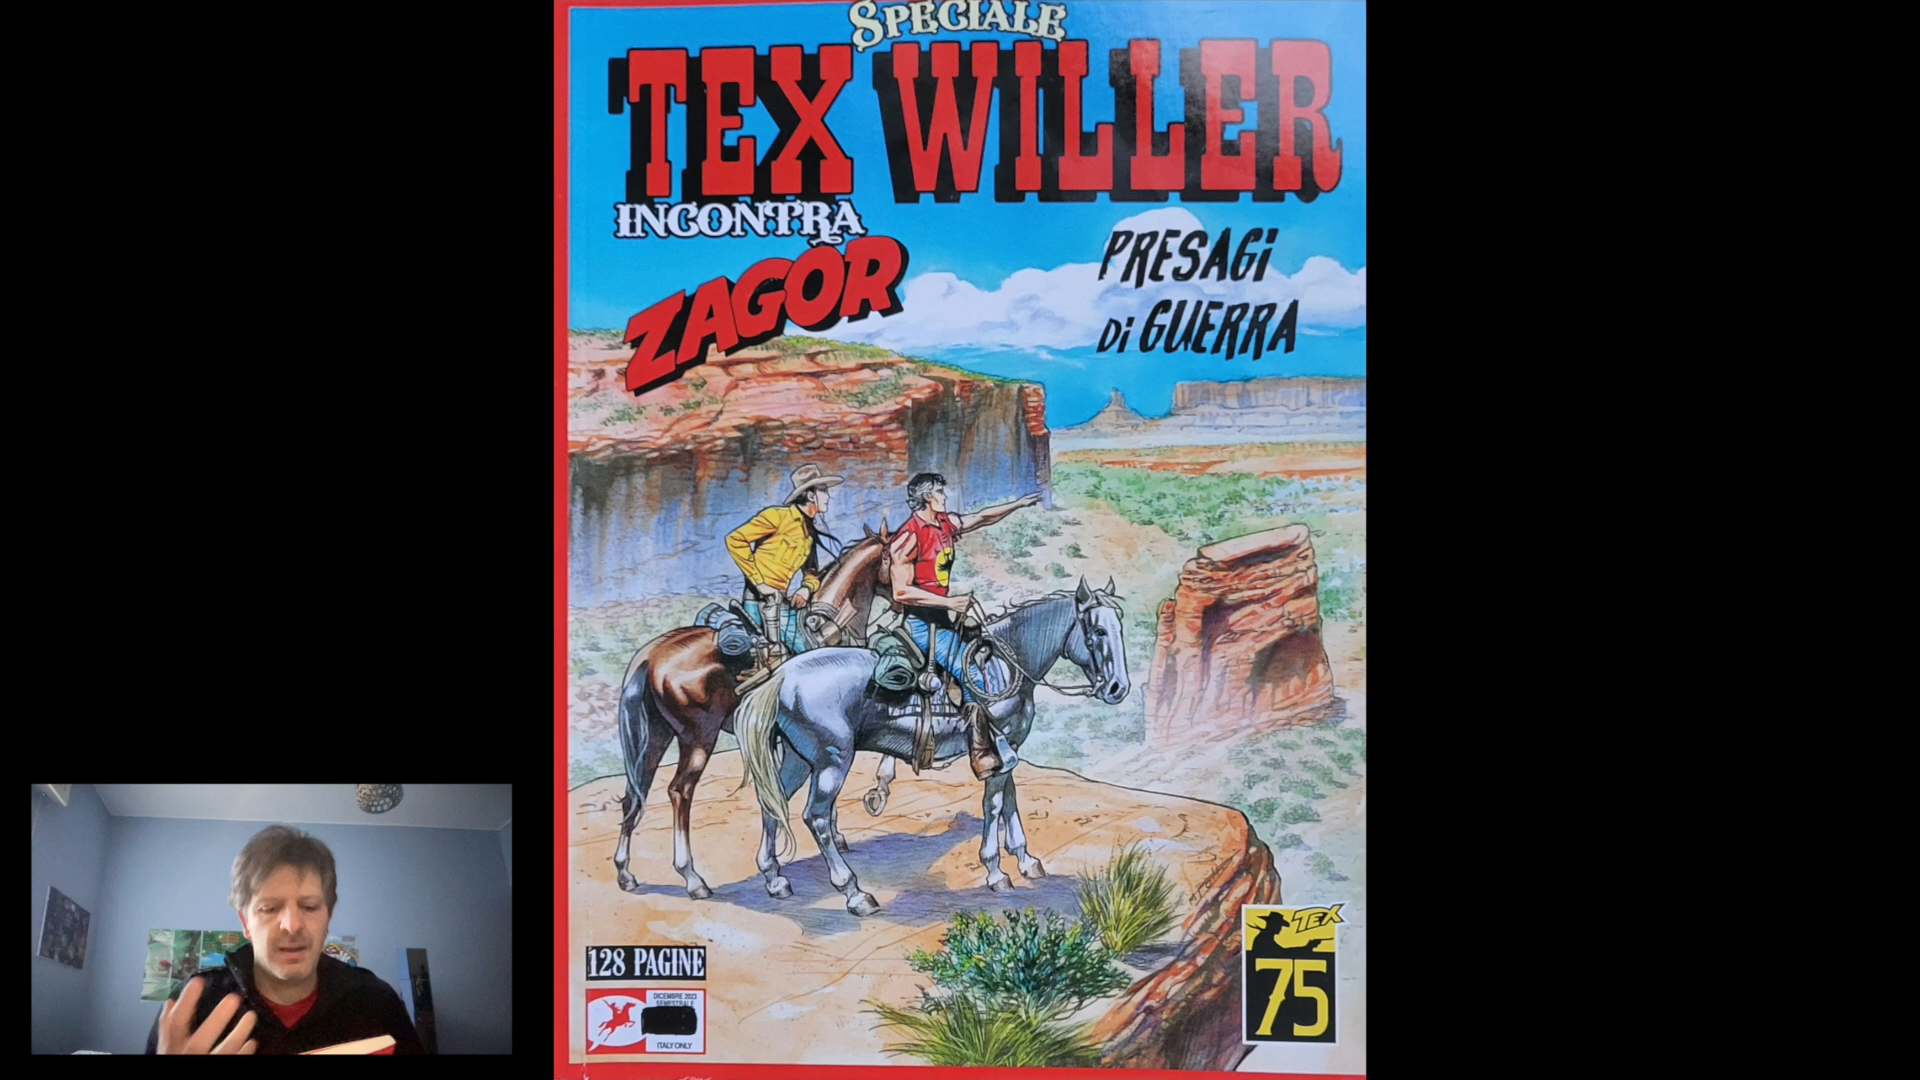 SPECIALE
TEX WILLER
INCONTRA
ZAGOR
PRESAGI
Di GUERRA
128 PAGINE
DICEMBRE 2023
SEMESTRALE
ITALY ONLY
TEX
75